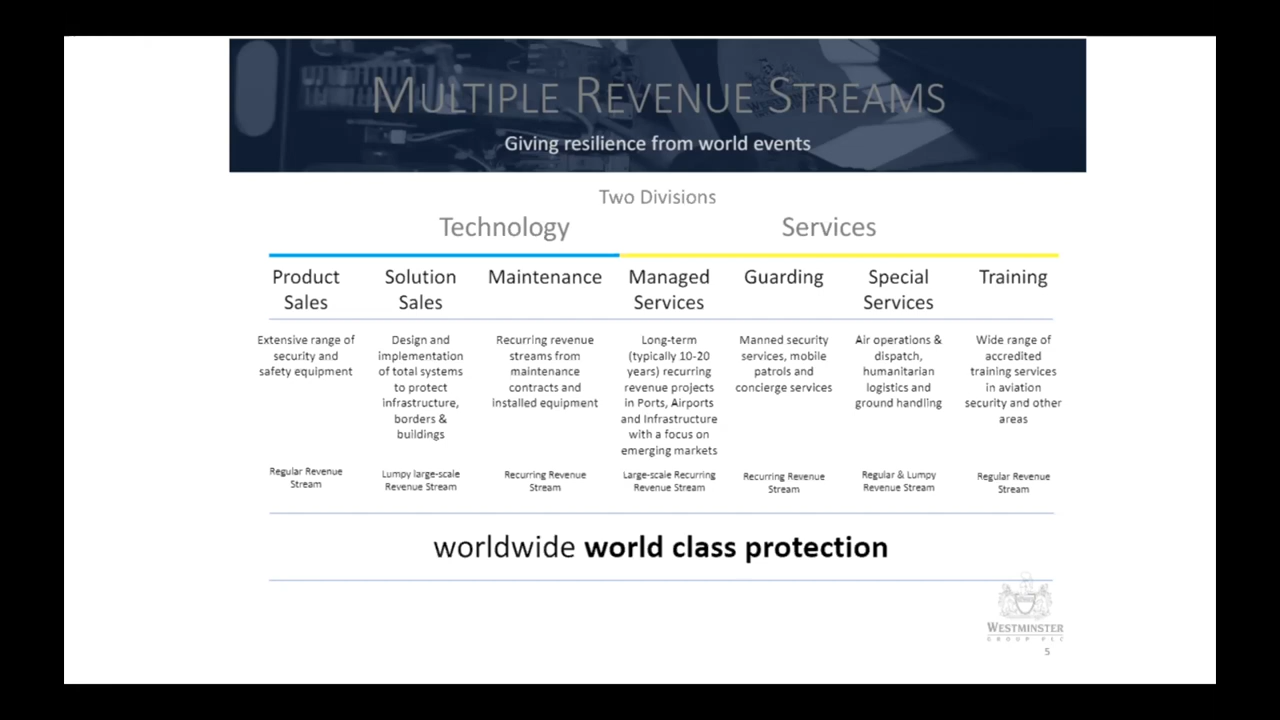 MULTIPLE REVENUE STREAMS
Giving resilience from world events
Two Divisions
Technology
Services
Product
Sales
Solution
Sales
Maintenance
Managed
Services
Guarding
Special
Services
Training
Extensive range of
security and
safety equipment
Design and
implementation
of total systems
to protect
infrastructure,
borders &
buildings
Recurring revenue
streams from
maintenance
contracts and
installed equipment
Long-term
(typically 10-20
years) recurring
revenue projects
in Ports, Airports
and Infrastructure
with a focus on
emerging markets
Manned security
services, mobile
patrols and
concierge services
Air operations &
dispatch,
humanitarian
logistics and
ground handling
Wide range of
accredited
training services
in aviation
security and other
areas
Regular Revenue
Stream
Lumpy large-scale
Revenue Stream
Recurring Revenue
Stream
Large-scale Recurring
Revenue Stream
Recurring Revenue
Stream
Regular & Lumpy
Revenue Stream
Regular Revenue
Stream
worldwide world class protection
WESTMINSTER
GROUP PLC
5